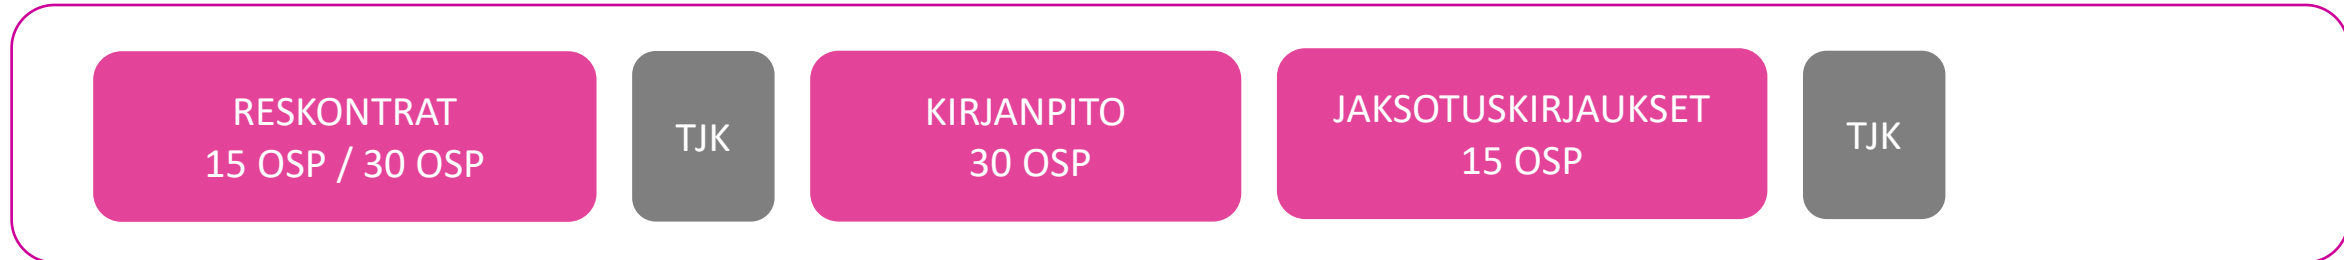 RESKONTRAT
15 OSP / 30 OSP
TJK
KIRJANPITO
30 OSP
JAKSOTUSKIRJAUKSET
15 OSP
TJK